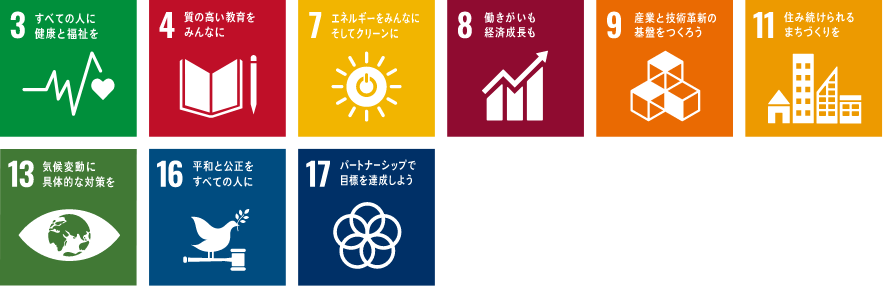 3 すべての人に
健康と福祉を
4 質の高い教育を
みんなに
7 エネルギーをみんなに
そしてクリーンに
8 働きがいも
経済成長も
9 産業と技術革新の
基盤をつくろう
11 住み続けられる
まちづくりを
13 気候変動に
具体的な対策を
16 平和と公正を
すべての人に
17 パートナーシップで
目標を達成しよう